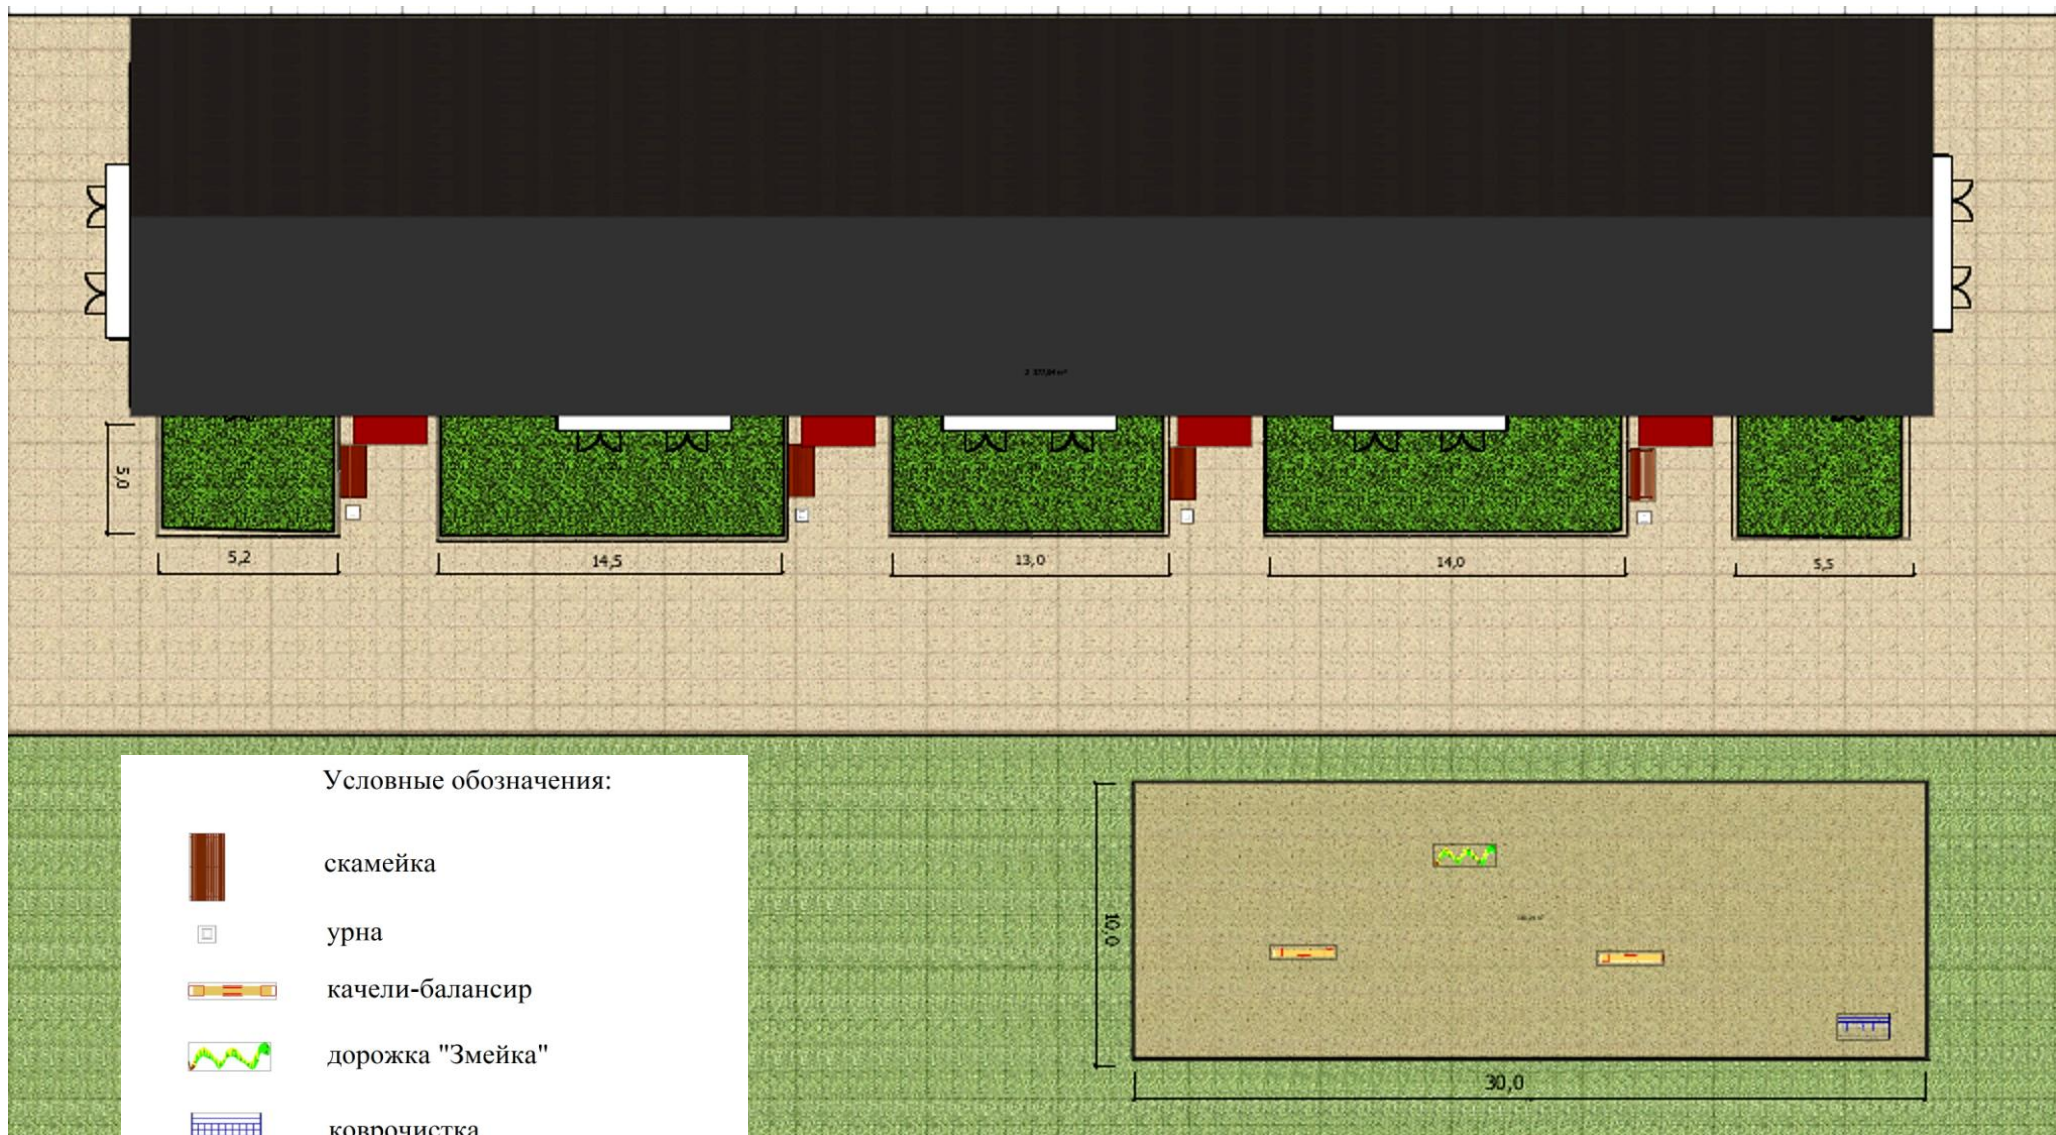 5,0
5,2
14,5
13,0
14,0
5,5
Условные обозначения:
скамейка
урна
качели-балансир
дорожка "Змейка"
коврочистка
10,0
30,0